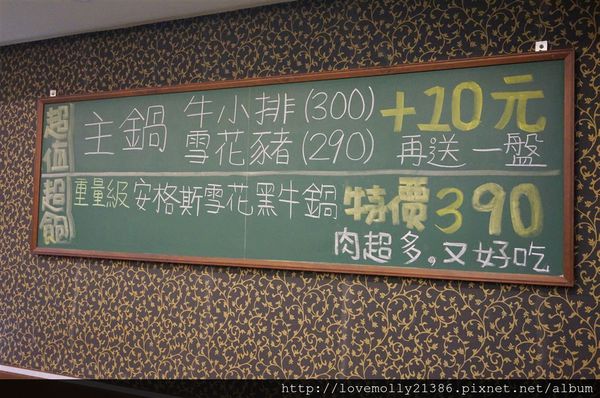 超值超飽
主鍋 牛小排(300) +10元
雪花豬(290) 再送一盤
重量級安格斯雪花黑牛鍋 特價390
肉超多,又好吃
http://lovemolly21386.pixnet.net/album